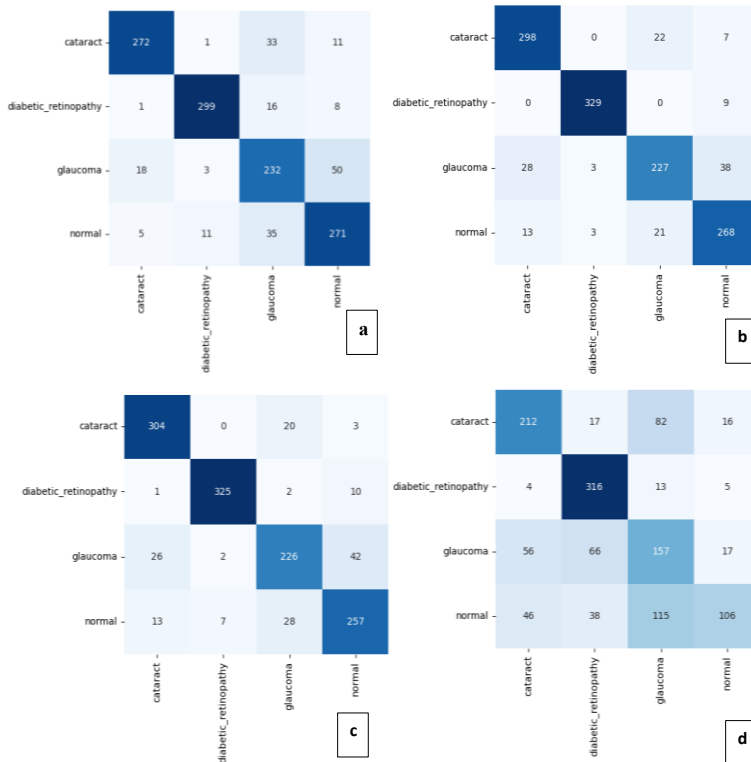 cataract 272 1 33 11
diabetic_retinopathy 1 299 16 8
glaucoma 18 3 232 50
normal 5 11 35 271
cataract diabetic_retinopathy glaucoma normal
a
cataract 298 0 22 7
diabetic_retinopathy 0 329 0 9
glaucoma 28 3 227 38
normal 13 3 21 268
cataract diabetic_retinopathy glaucoma normal
b
cataract 304 0 20 3
diabetic_retinopathy 1 325 2 10
glaucoma 26 2 226 42
normal 13 7 28 257
cataract diabetic_retinopathy glaucoma normal
c
cataract 212 17 82 16
diabetic_retinopathy 4 316 13 5
glaucoma 56 66 157 17
normal 46 38 115 106
cataract diabetic_retinopathy glaucoma normal
d